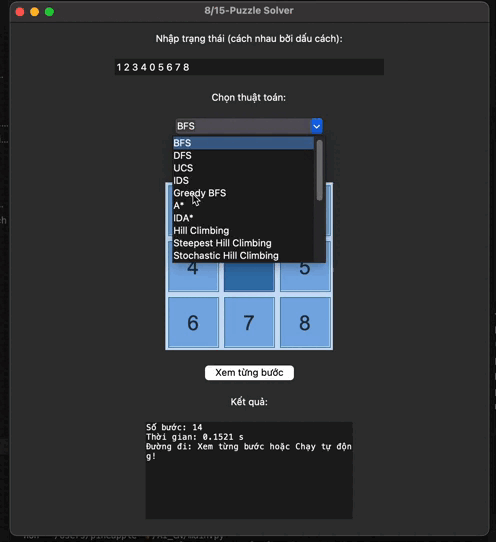 8/15-Puzzle Solver
Nhập trạng thái (cách nhau bởi dấu cách):
1 2 3 4 0 5 6 7 8
Chọn thuật toán:
BFS
BFS
DFS
UCS
IDS
Greedy BFS
A*
IDA*
Hill Climbing
Steepest Hill Climbing
Stochastic Hill Climbing
4 5
6 7 8
Xem từng bước
Kết quả:
Số bước: 14
Thời gian: 0.1521 s
Đường đi: Xem từng bước hoặc Chạy tự độn
g!